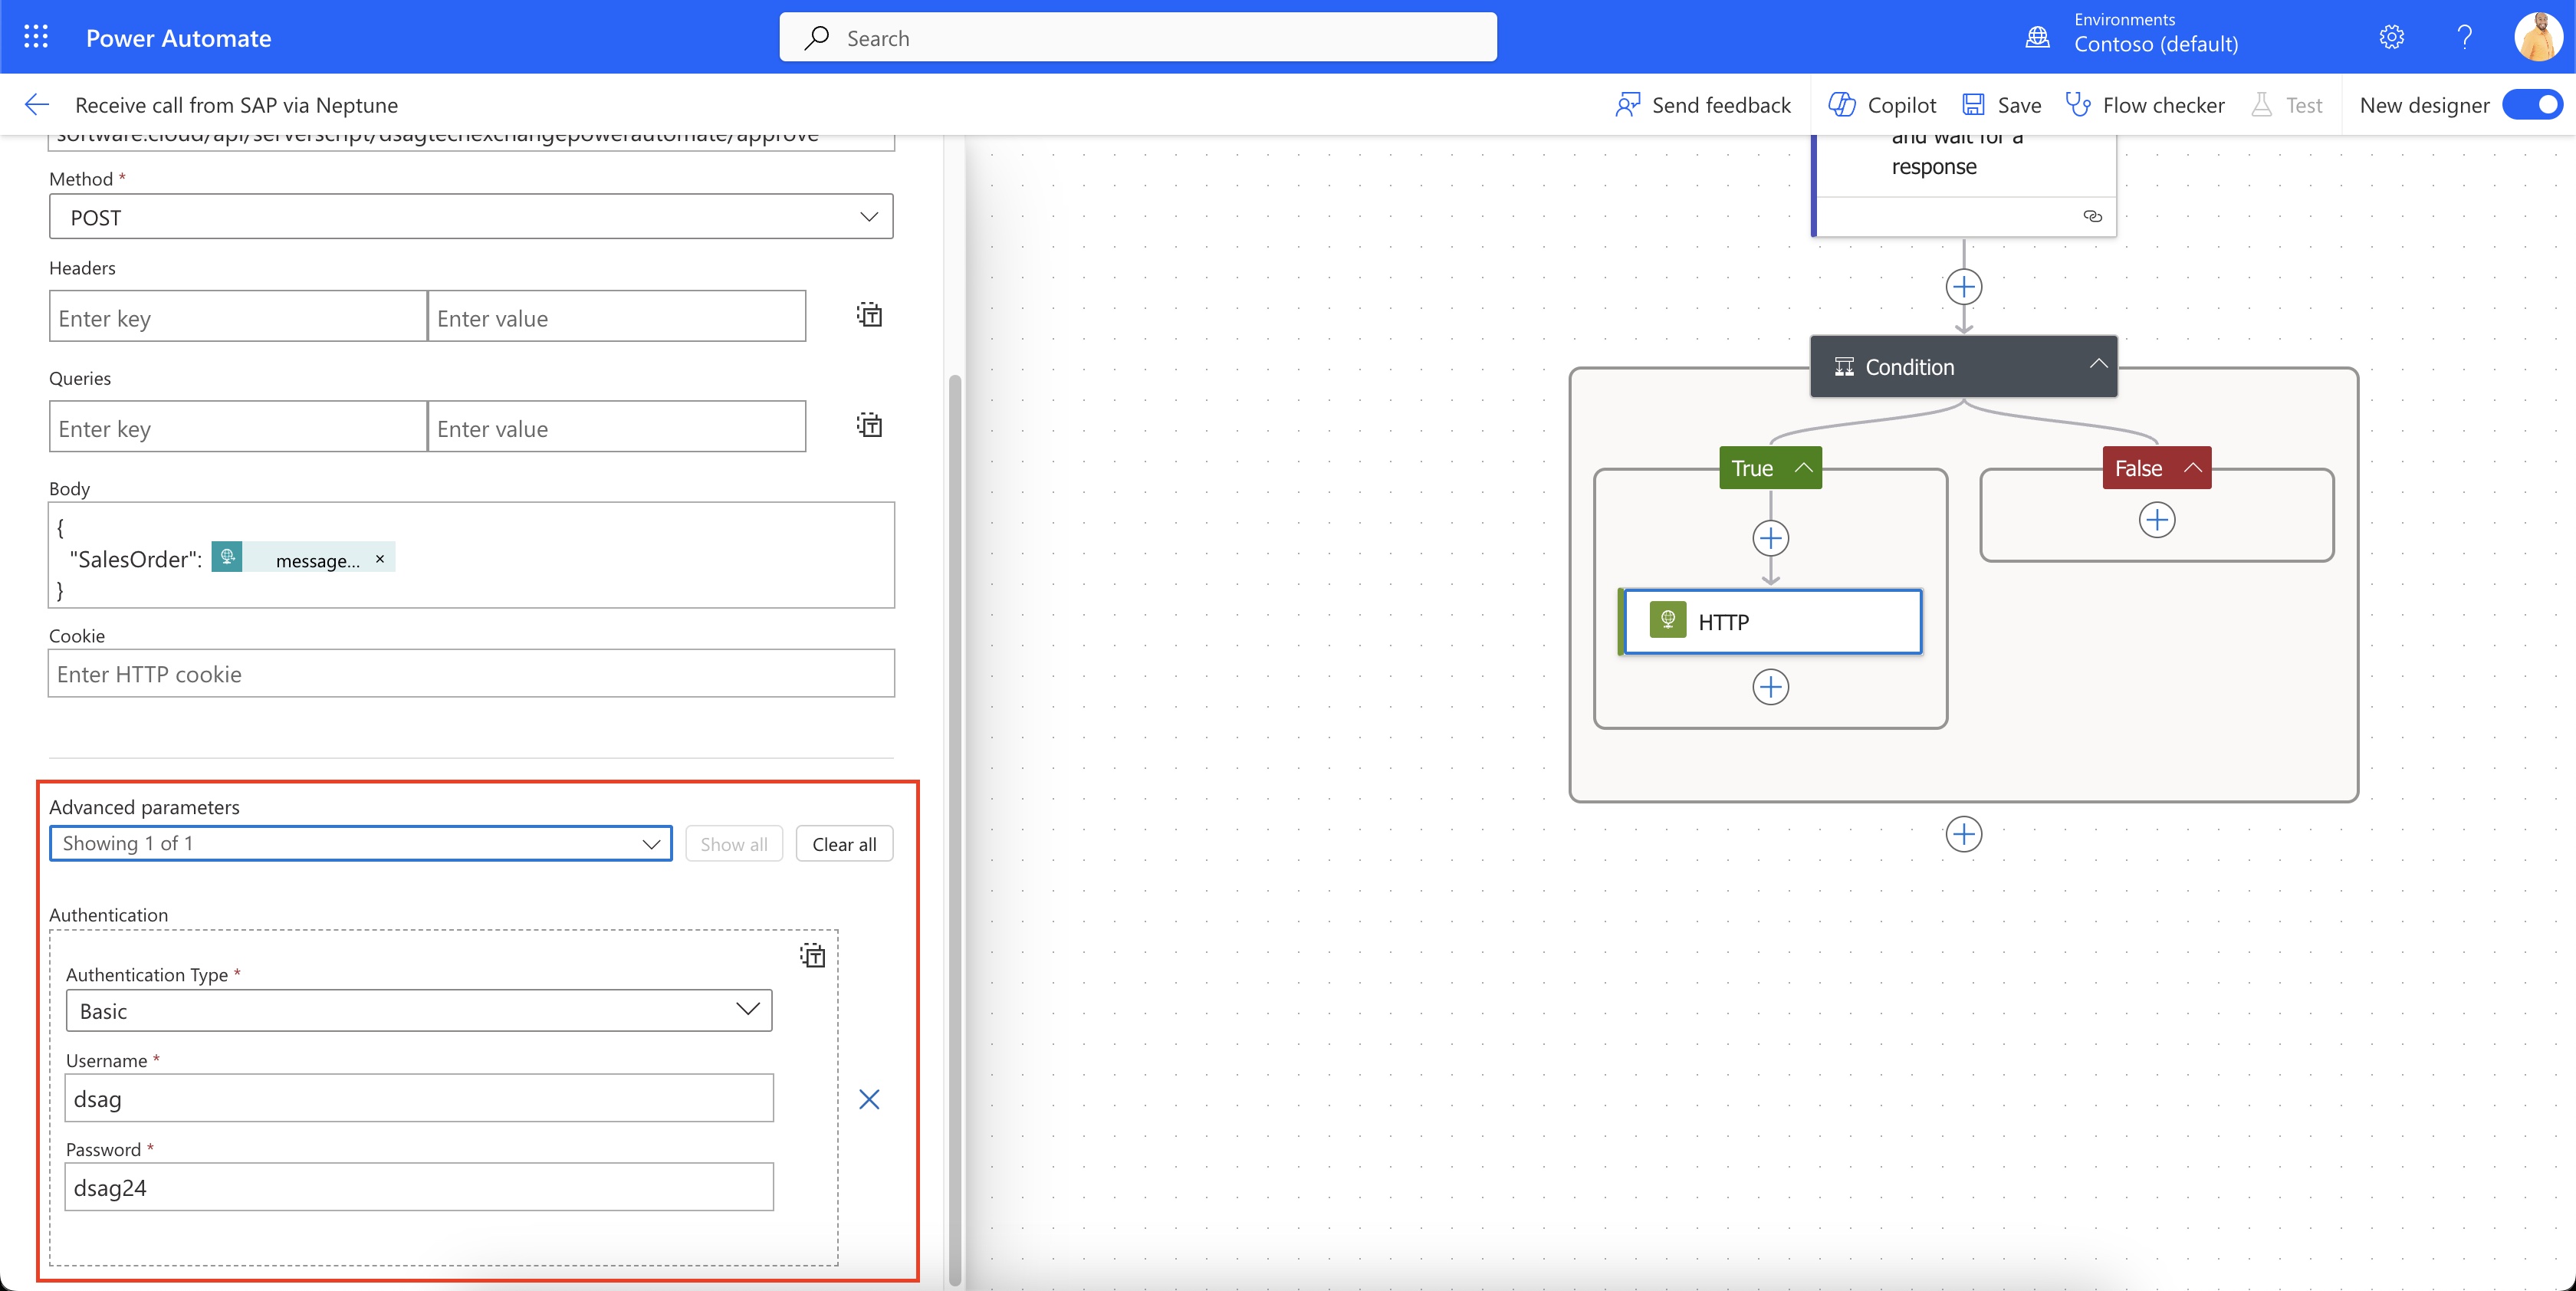 Power Automate
Search
Environments
Contoso (default)
?
Receive call from SAP via Neptune
Send feedback
Copilot
Save
Flow checker
Test
New designer
software.cloud/api/serverscript/dsagtechexchangepowerautomate/approve
Method *
POST
Headers
Enter key
Enter value
Queries
Enter key
Enter value
Body
{
"SalesOrder": message... ×
}
Cookie
Enter HTTP cookie
Advanced parameters
Showing 1 of 1
Show all
Clear all
Authentication
Authentication Type *
Basic
Username *
dsag
Password *
dsag24
and wait for a
response
Condition
True
False
HTTP